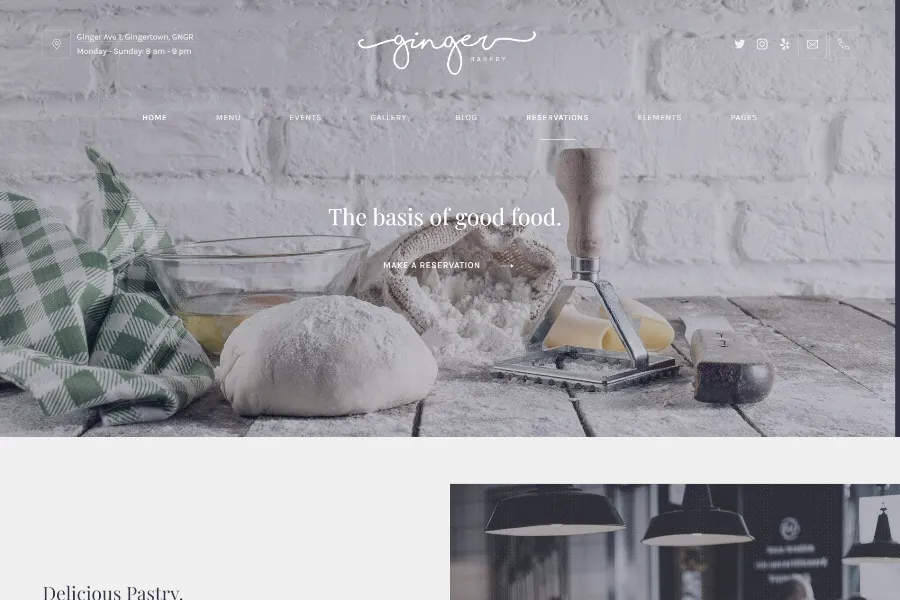 Ginger Ave 1, Gingertown, GNGR
Monday - Sunday: 8 am - 9 pm
ginger
BAKERY
HOME
MENU
EVENTS
GALLERY
BLOG
RESERVATIONS
ELEMENTS
PAGES
The basis of good food.
MAKE A RESERVATION
Delicious Pastry.